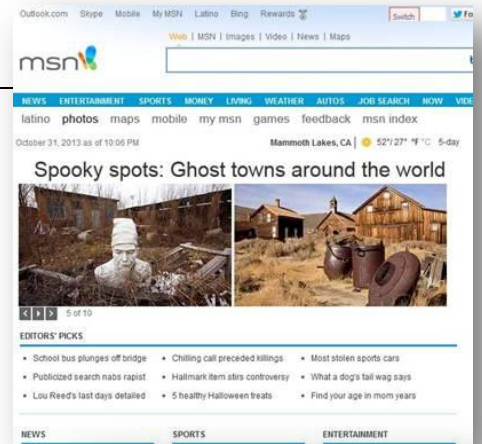 Outlook.com Skype Mobile My MSN Latino Bing Rewards Switch
Web | MSN | Images | Video | News | Maps
msn
NEWS ENTERTAINMENT SPORTS MONEY LIVING WEATHER AUTOS JOB SEARCH NOW
latino photos maps mobile my msn games feedback msn index
October 31, 2013 as of 10:06 PM Mammoth Lakes, CA | 52°/27° °F °C 5-day
Spooky spots: Ghost towns around the world
5 of 10
EDITORS' PICKS
• School bus plunges off bridge • Chilling call preceded killings • Most stolen sports cars
• Publicized search nabs rapist • Hallmark item stirs controversy • What a dog's tail wag says
• Lou Reed's last days detailed • 5 healthy Halloween treats • Find your age in mom years
NEWS SPORTS ENTERTAINMENT